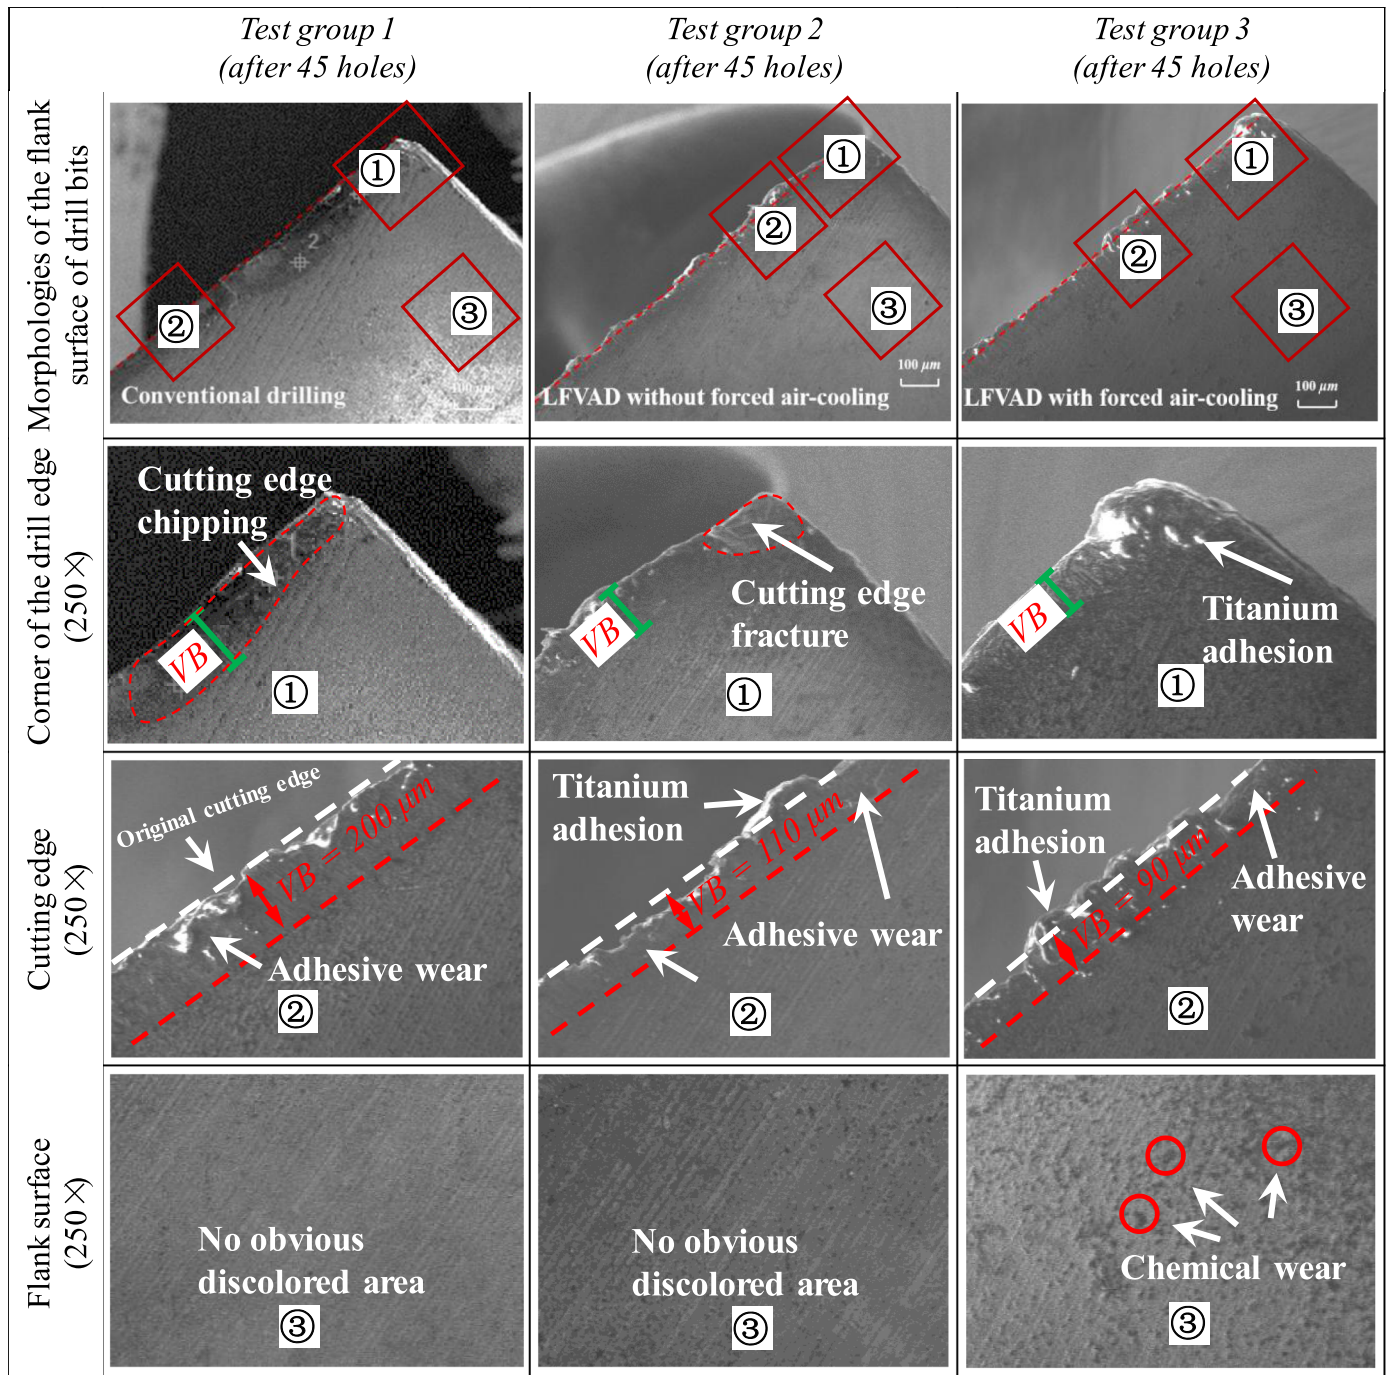 Test group 1
(after 45 holes)
Test group 2
(after 45 holes)
Test group 3
(after 45 holes)
Morphologies of the flank
surface of drill bits
①
②
③
2
Conventional drilling
100 μm
①
②
③
100 μm
LFVAD without forced air-cooling
①
②
③
100 μm
LFVAD with forced air-cooling
Corner of the drill edge
(250×)
Cutting edge
chipping
VB
①
VB
Cutting edge
fracture
①
VB
Titanium
adhesion
①
Cutting edge
(250×)
Original cutting edge
VB = 200 μm
Adhesive wear
②
Titanium
adhesion
VB = 110 μm
Adhesive wear
②
Titanium
adhesion
VB = 90 μm
Adhesive
wear
②
Flank surface
(250×)
No obvious
discolored area
③
No obvious
discolored area
③
Chemical wear
③